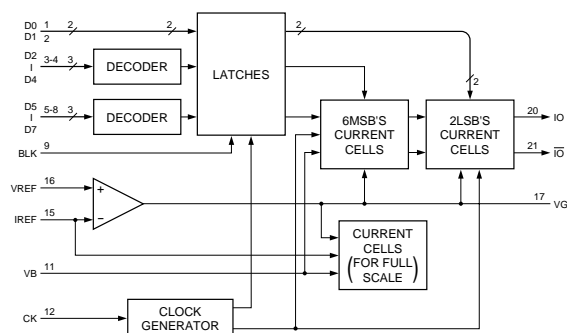 D0 1 2 2 2
D1 2
D2 3-4 3
I
D4
DECODER
D5 5-8 3
I
D7
DECODER
BLK 9
LATCHES
2
6MSB'S
CURRENT
CELLS
2LSB'S
CURRENT
CELLS
20 IO
21 IO
VREF 16 +
IREF 15 −
17 VG
CURRENT
CELLS
(FOR FULL
SCALE)
VB 11
CK 12
CLOCK
GENERATOR